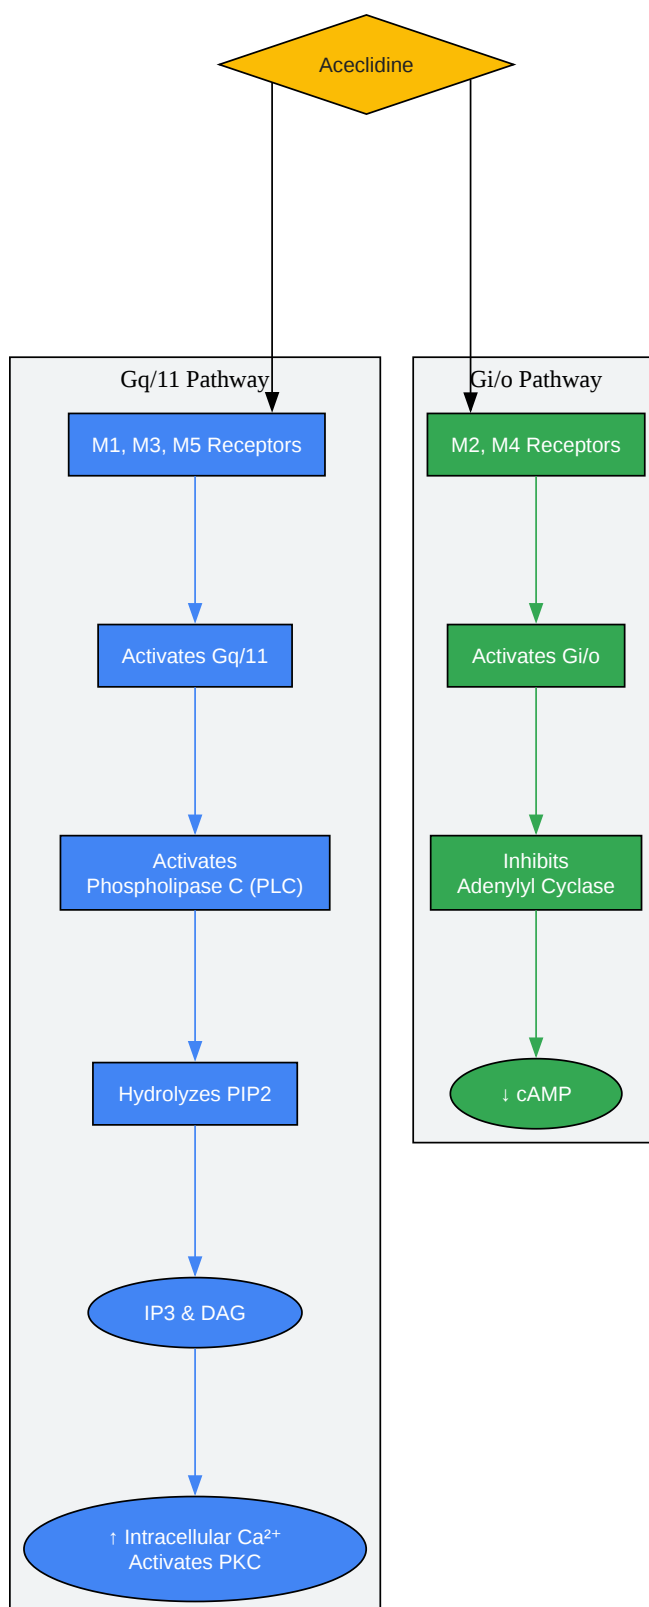 Aceclidine
Gq/11 Pathway
M1, M3, M5 Receptors
Activates Gq/11
Activates
Phospholipase C (PLC)
Hydrolyzes PIP2
IP3 & DAG
↑ Intracellular Ca²⁺
Activates PKC
Gi/o Pathway
M2, M4 Receptors
Activates Gi/o
Inhibits
Adenylyl Cyclase
↓ cAMP